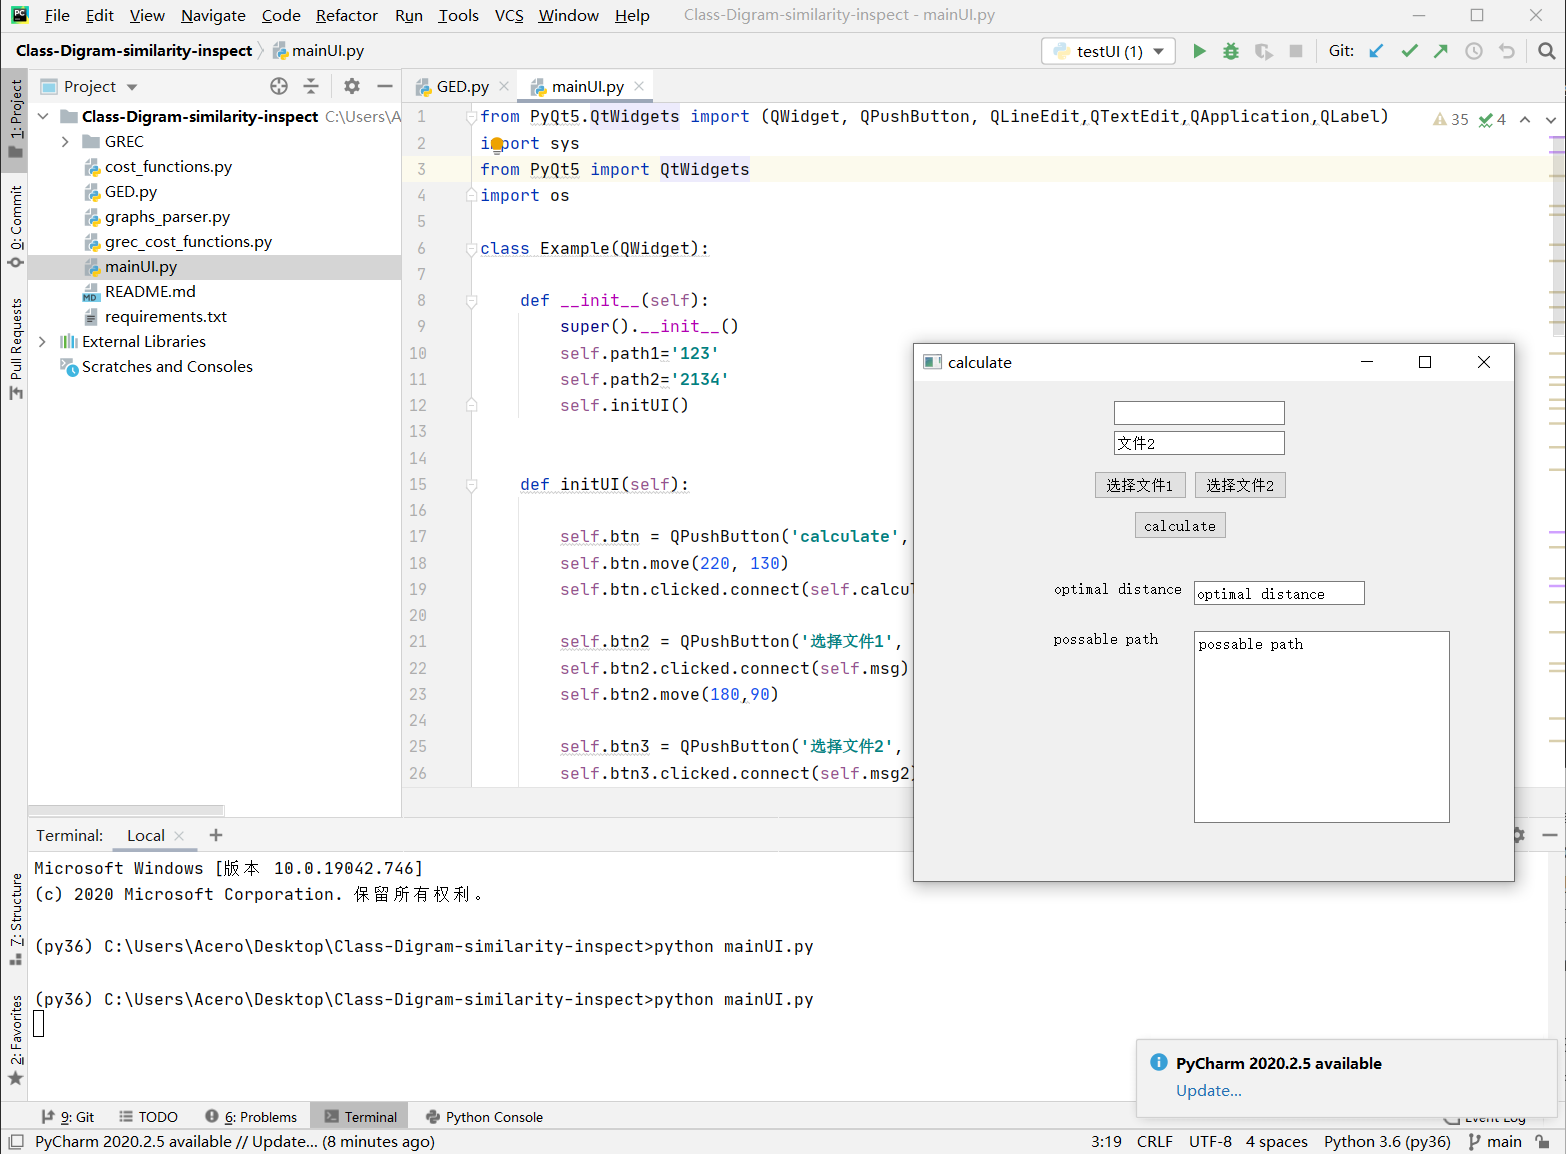 File Edit View Navigate Code Refactor Run Tools VCS Window Help Class-Digram-similarity-inspect - mainUI.py
Class-Digram-similarity-inspect mainUI.py testUI (1) Git:
Project
GED.py mainUI.py
Class-Digram-similarity-inspect C:\Users\A
GREC
cost_functions.py
GED.py
graphs_parser.py
grec_cost_functions.py
mainUI.py
README.md
requirements.txt
External Libraries
Scratches and Consoles
1: Project
0: Commit
Pull Requests
7: Structure
2: Favorites
35 4
1 from PyQt5.QtWidgets import (QWidget, QPushButton, QLineEdit,QTextEdit,QApplication,QLabel)
2 import sys
3 from PyQt5 import QtWidgets
4 import os
5
6 class Example(QWidget):
7
8 def __init__(self):
9 super().__init__()
10 self.path1='123'
11 self.path2='2134'
12 self.initUI()
13
14
15 def initUI(self):
16
17 self.btn = QPushButton('calculate',
18 self.btn.move(220, 130)
19 self.btn.clicked.connect(self.calcul
20
21 self.btn2 = QPushButton('选择文件1',
22 self.btn2.clicked.connect(self.msg)
23 self.btn2.move(180,90)
24
25 self.btn3 = QPushButton('选择文件2',
26 self.btn3.clicked.connect(self.msg2)
calculate
文件2
选择文件1 选择文件2
calculate
optimal distance optimal distance
possable path possable path
Terminal: Local
Microsoft Windows [版本 10.0.19042.746]
(c) 2020 Microsoft Corporation. 保留所有权利。
(py36) C:\Users\Acero\Desktop\Class-Digram-similarity-inspect>python mainUI.py
(py36) C:\Users\Acero\Desktop\Class-Digram-similarity-inspect>python mainUI.py
PyCharm 2020.2.5 available
Update...
9: Git TODO 6: Problems Terminal Python Console Event Log
PyCharm 2020.2.5 available // Update... (8 minutes ago) 3:19 CRLF UTF-8 4 spaces Python 3.6 (py36) main